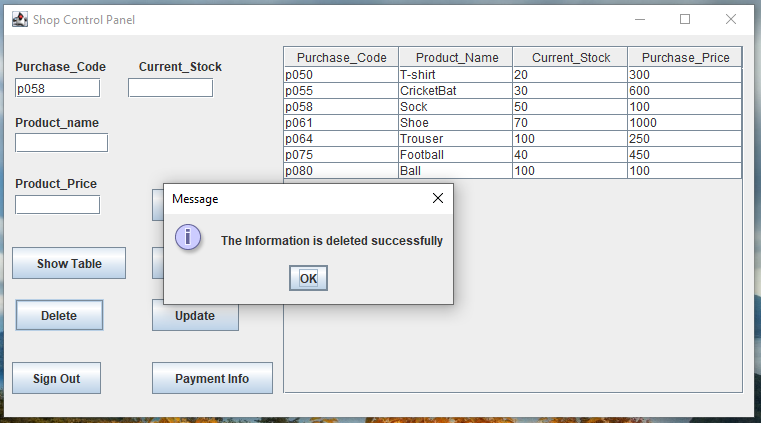 Shop Control Panel
Purchase_Code Current_Stock
p058
Product_name
Product_Price
Show Table
Delete Update
Sign Out Payment Info
Purchase_Code Product_Name Current_Stock Purchase_Price
p050 T-shirt 20 300
p055 CricketBat 30 600
p058 Sock 50 100
p061 Shoe 70 1000
p064 Trouser 100 250
p075 Football 40 450
p080 Ball 100 100
Message
The Information is deleted successfully
OK